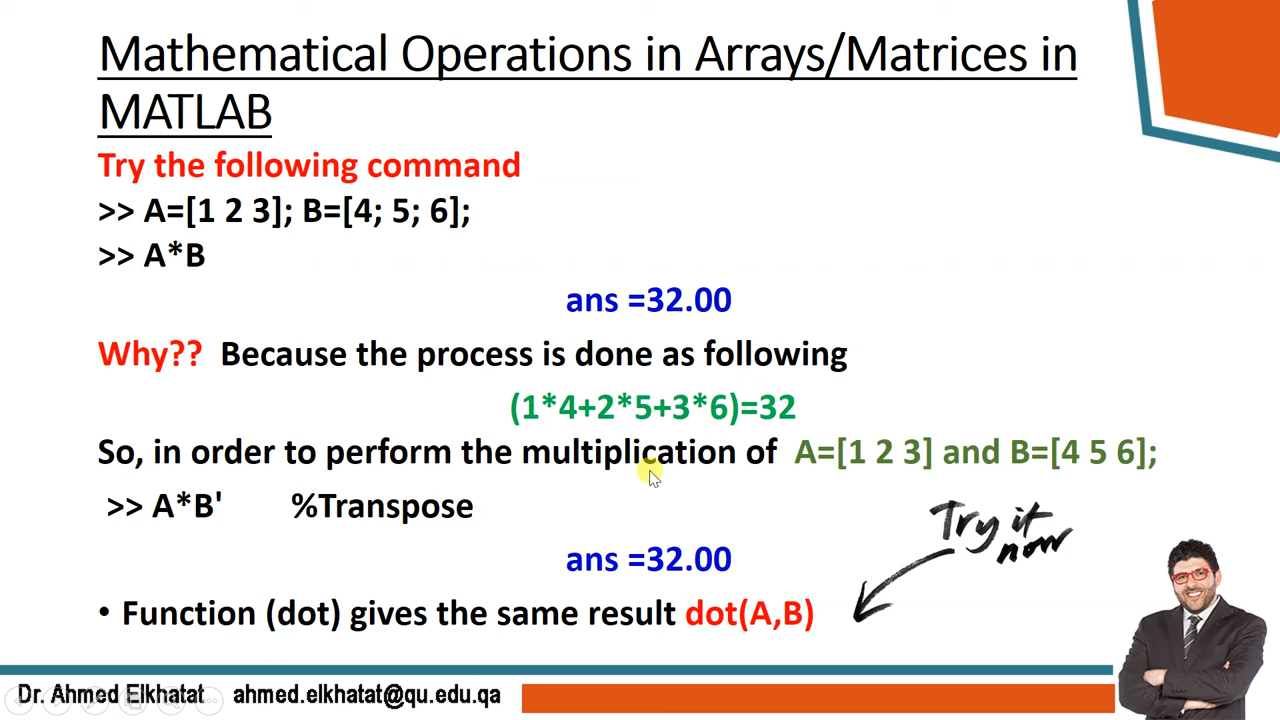 Mathematical Operations in Arrays/Matrices in
MATLAB
Try the following command
>> A=[1 2 3]; B=[4; 5; 6];
>> A*B
ans =32.00
Why?? Because the process is done as following
(1*4+2*5+3*6)=32
So, in order to perform the multiplication of A=[1 2 3] and B=[4 5 6];
>> A*B' %Transpose
Try it
now
ans =32.00
• Function (dot) gives the same result dot(A,B)
Dr. Ahmed Elkhatat ahmed.elkhatat@qu.edu.qa